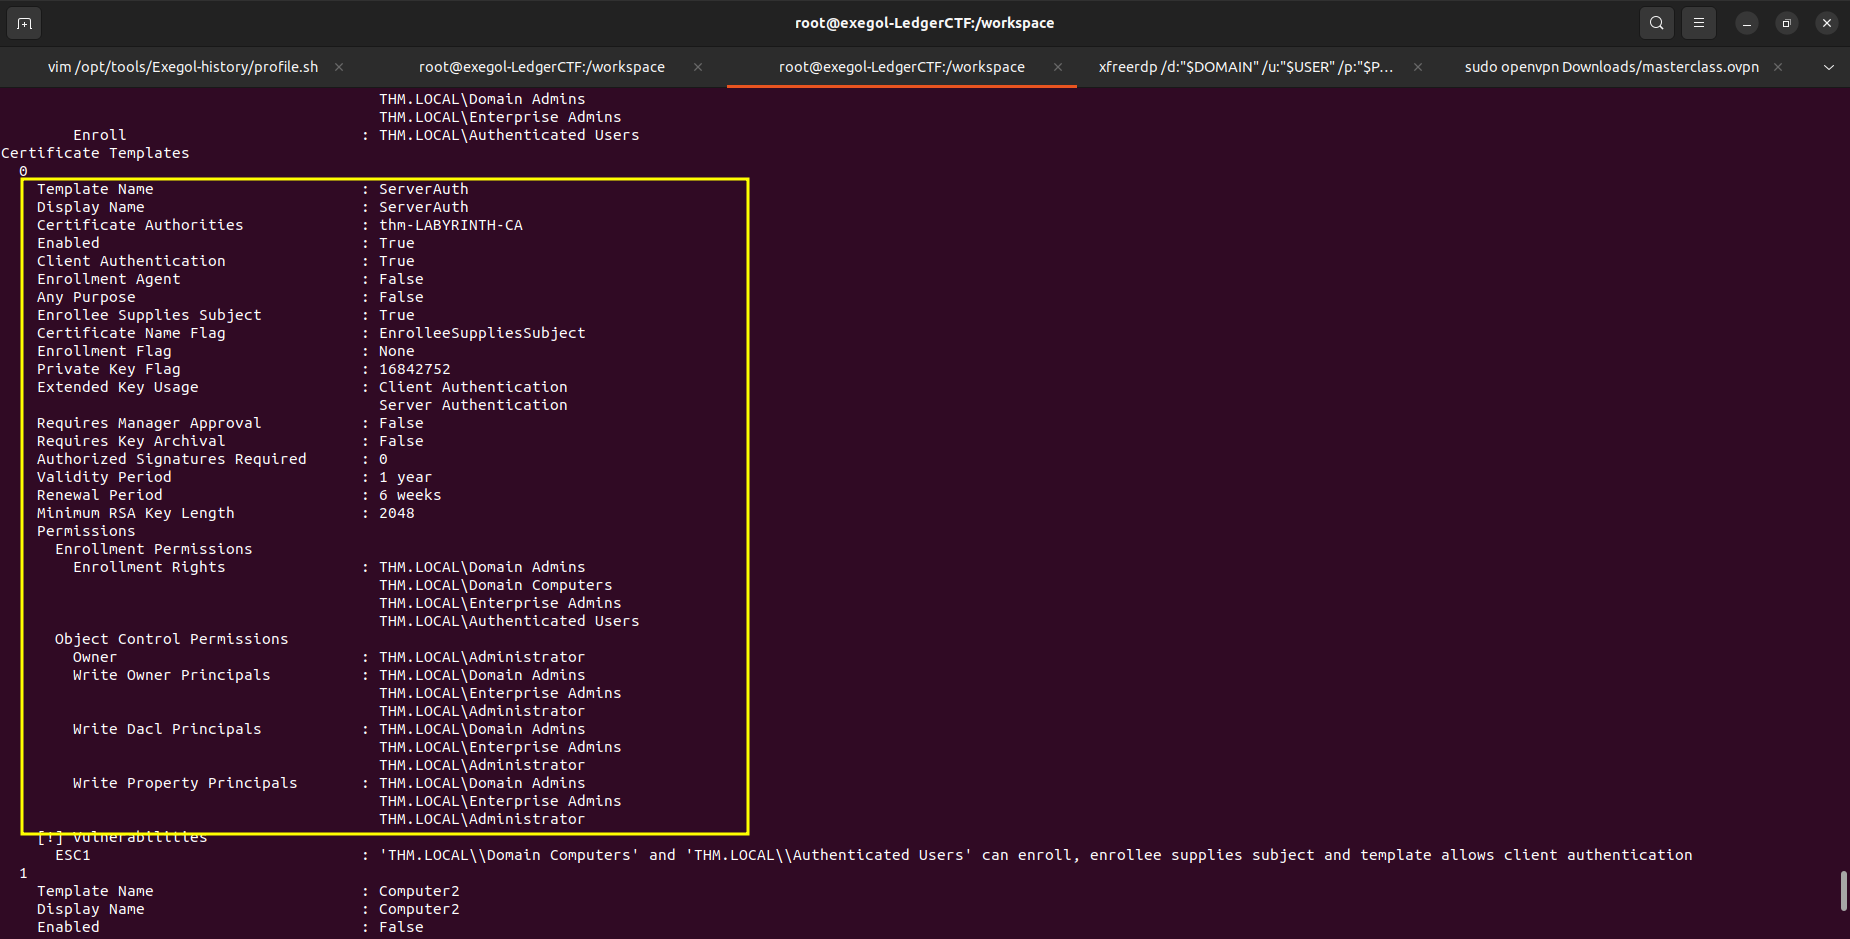 root@exegol-LedgerCTF:/workspace
vim /opt/tools/Exegol-history/profile.sh
root@exegol-LedgerCTF:/workspace
root@exegol-LedgerCTF:/workspace
xfreerdp /d:"$DOMAIN" /u:"$USER" /p:"$P...
sudo openvpn Downloads/masterclass.ovpn
THM.LOCAL\Domain Admins
THM.LOCAL\Enterprise Admins
Enroll : THM.LOCAL\Authenticated Users
Certificate Templates
0
Template Name : ServerAuth
Display Name : ServerAuth
Certificate Authorities : thm-LABYRINTH-CA
Enabled : True
Client Authentication : True
Enrollment Agent : False
Any Purpose : False
Enrollee Supplies Subject : True
Certificate Name Flag : EnrolleeSuppliesSubject
Enrollment Flag : None
Private Key Flag : 16842752
Extended Key Usage : Client Authentication
Server Authentication
Requires Manager Approval : False
Requires Key Archival : False
Authorized Signatures Required : 0
Validity Period : 1 year
Renewal Period : 6 weeks
Minimum RSA Key Length : 2048
Permissions
Enrollment Permissions
Enrollment Rights : THM.LOCAL\Domain Admins
THM.LOCAL\Domain Computers
THM.LOCAL\Enterprise Admins
THM.LOCAL\Authenticated Users
Object Control Permissions
Owner : THM.LOCAL\Administrator
Write Owner Principals : THM.LOCAL\Domain Admins
THM.LOCAL\Enterprise Admins
THM.LOCAL\Administrator
Write Dacl Principals : THM.LOCAL\Domain Admins
THM.LOCAL\Enterprise Admins
THM.LOCAL\Administrator
Write Property Principals : THM.LOCAL\Domain Admins
THM.LOCAL\Enterprise Admins
THM.LOCAL\Administrator
[!] Vulnerabilities
ESC1 : 'THM.LOCAL\\Domain Computers' and 'THM.LOCAL\\Authenticated Users' can enroll, enrollee supplies subject and template allows client authentication
1
Template Name : Computer2
Display Name : Computer2
Enabled : False